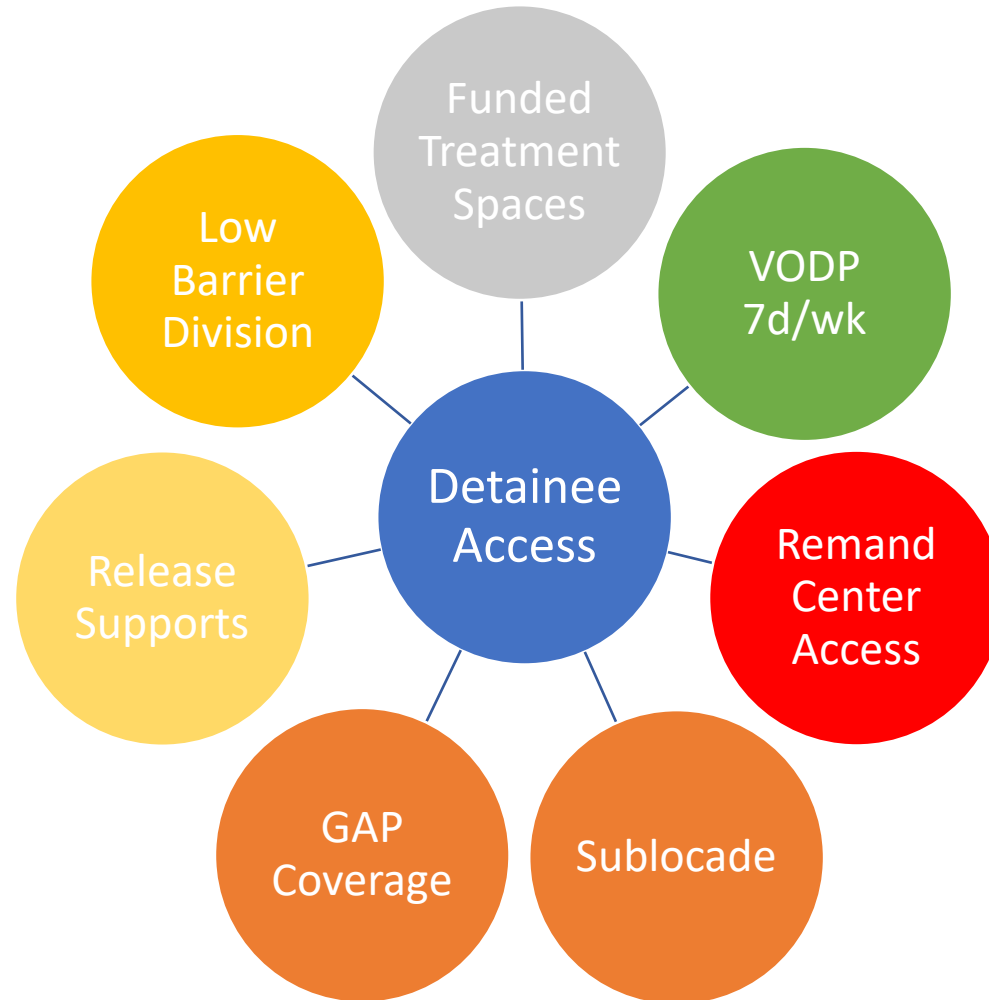 Funded
Treatment
Spaces
VODP
7d/wk
Remand
Center
Access
Sublocade
GAP
Coverage
Release
Supports
Low
Barrier
Division
Detainee
Access